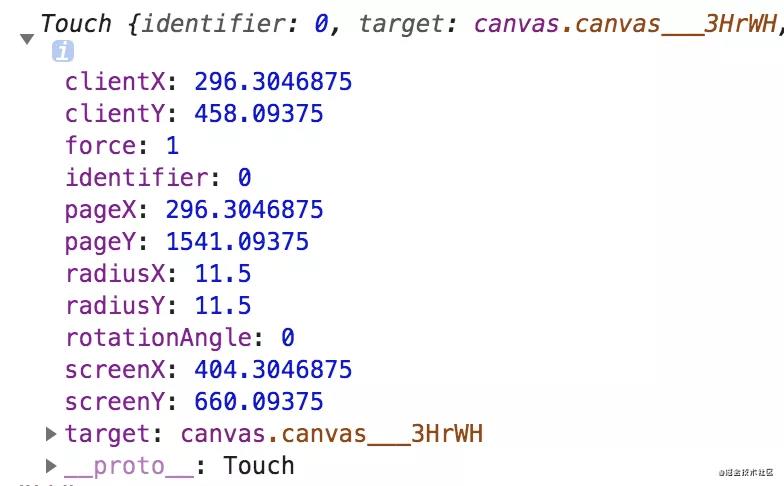 Touch {identifier: 0, target: canvas.canvas___3HrWH,
i
clientX: 296.3046875
clientY: 458.09375
force: 1
identifier: 0
pageX: 296.3046875
pageY: 1541.09375
radiusX: 11.5
radiusY: 11.5
rotationAngle: 0
screenX: 404.3046875
screenY: 660.09375
target: canvas.canvas___3HrWH
__proto__: Touch
@掘金技术社区